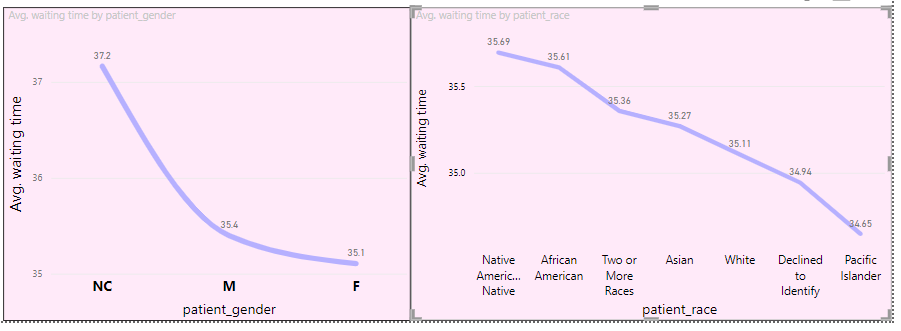 Avg. waiting time by patient_gender
Avg. waiting time
37
36
35
37.2
35.4
35.1
NC
M
F
patient_gender
Avg. waiting time by patient_race
Avg. waiting time
35.5
35.0
35.69
35.61
35.36
35.27
35.11
34.94
34.65
Native
Americ...
Native
African
American
Two or
More
Races
Asian
White
Declined
to
Identify
Pacific
Islander
patient_race